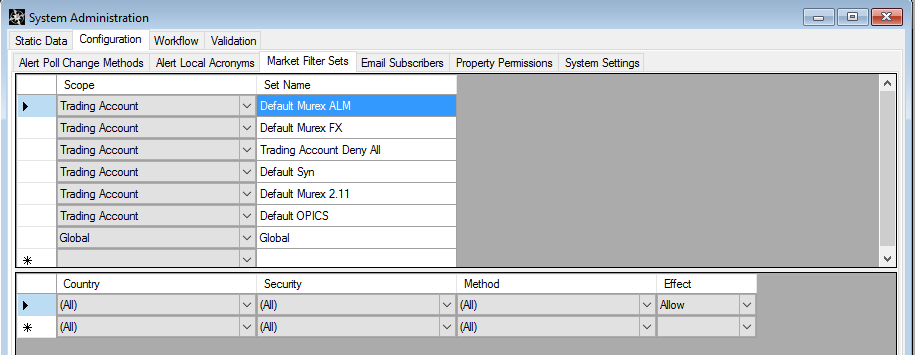 System Administration
Static Data Configuration Workflow Validation
Alert Poll Change Methods Alert Local Acronyms Market Filter Sets Email Subscribers Property Permissions System Settings
Scope Set Name
Trading Account Default Murex ALM
Trading Account Default Murex FX
Trading Account Trading Account Deny All
Trading Account Default Syn
Trading Account Default Murex 2.11
Trading Account Default OPICS
Global Global
Country Security Method Effect
(All) (All) (All) Allow
(All) (All) (All)